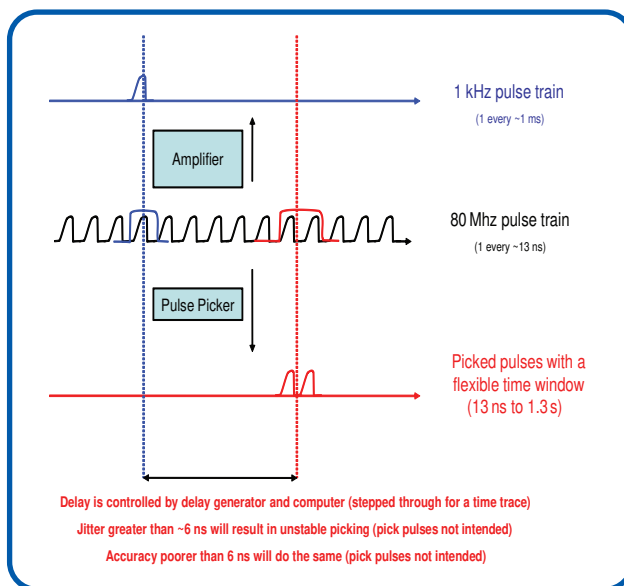 1 kHz pulse train
(1 every ~1 ms)
Amplifier
80 Mhz pulse train
(1 every ~13 ns)
Pulse Picker
Picked pulses with a
flexible time window
(13 ns to 1.3 s)
Delay is controlled by delay generator and computer (stepped through for a time trace)
Jitter greater than ~6 ns will result in unstable picking (pick pulses not intended)
Accuracy poorer than 6 ns will do the same (pick pulses not intended)